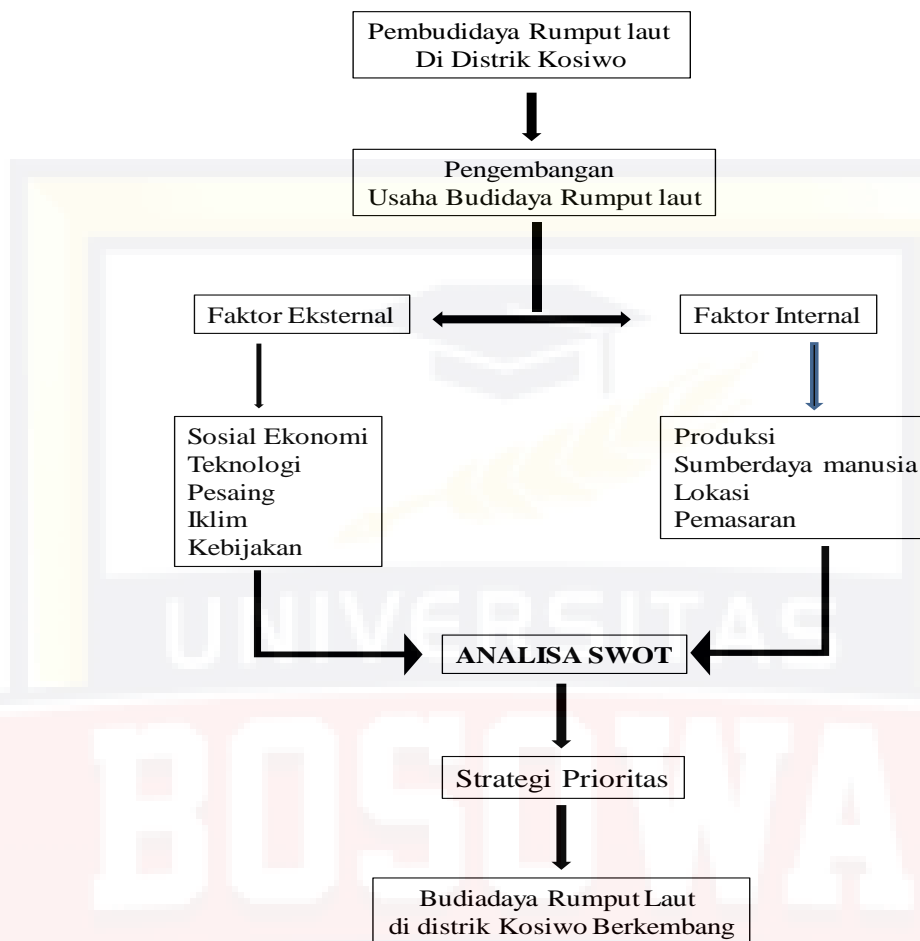 Pembudidaya Rumput laut
Di Distrik Kosiwo
Pengembangan
Usaha Budidaya Rumput laut
Faktor Eksternal
Faktor Internal
Sosial Ekonomi
Teknologi
Pesaing
Iklim
Kebijakan
Produksi
Sumberdaya manusia
Lokasi
Pemasaran
UNIVERSITAS
ANALISA SWOT
BOSOWA
Strategi Prioritas
Budiadaya Rumput Laut
di distrik Kosiwo Berkembang